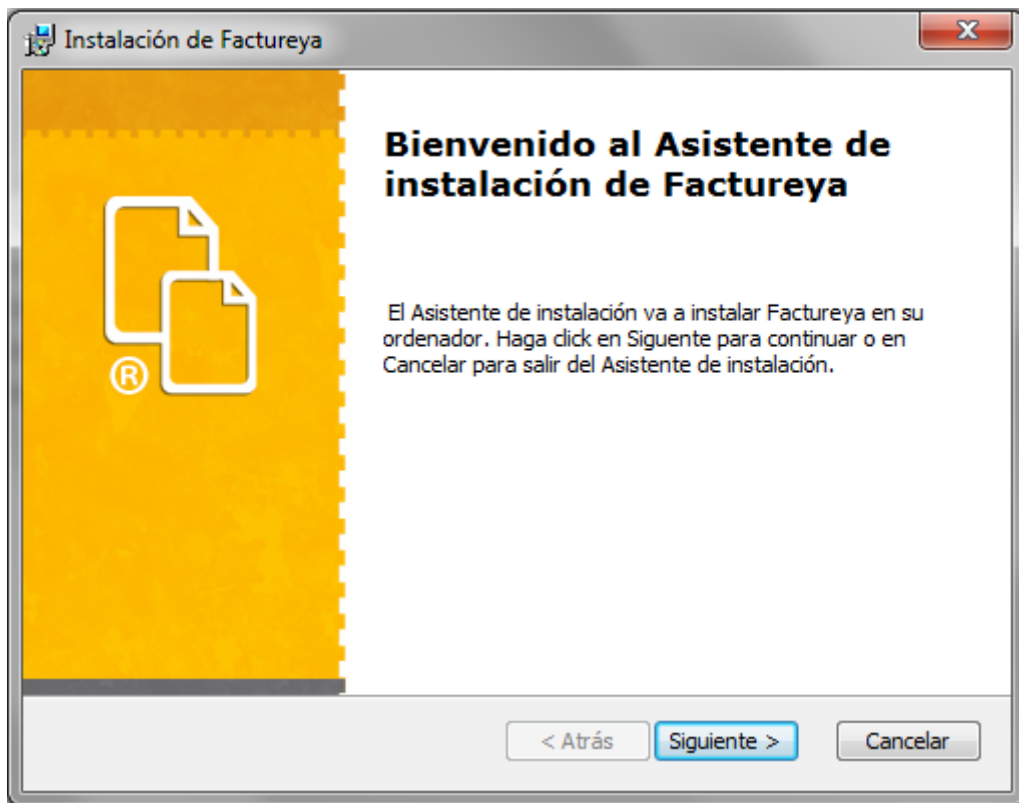 Instalación de Factureya
Bienvenido al Asistente de
instalación de Factureya
El Asistente de instalación va a instalar Factureya en su
ordenador. Haga click en Siguente para continuar o en
Cancelar para salir del Asistente de instalación.
®
< Atrás
Siguiente >
Cancelar